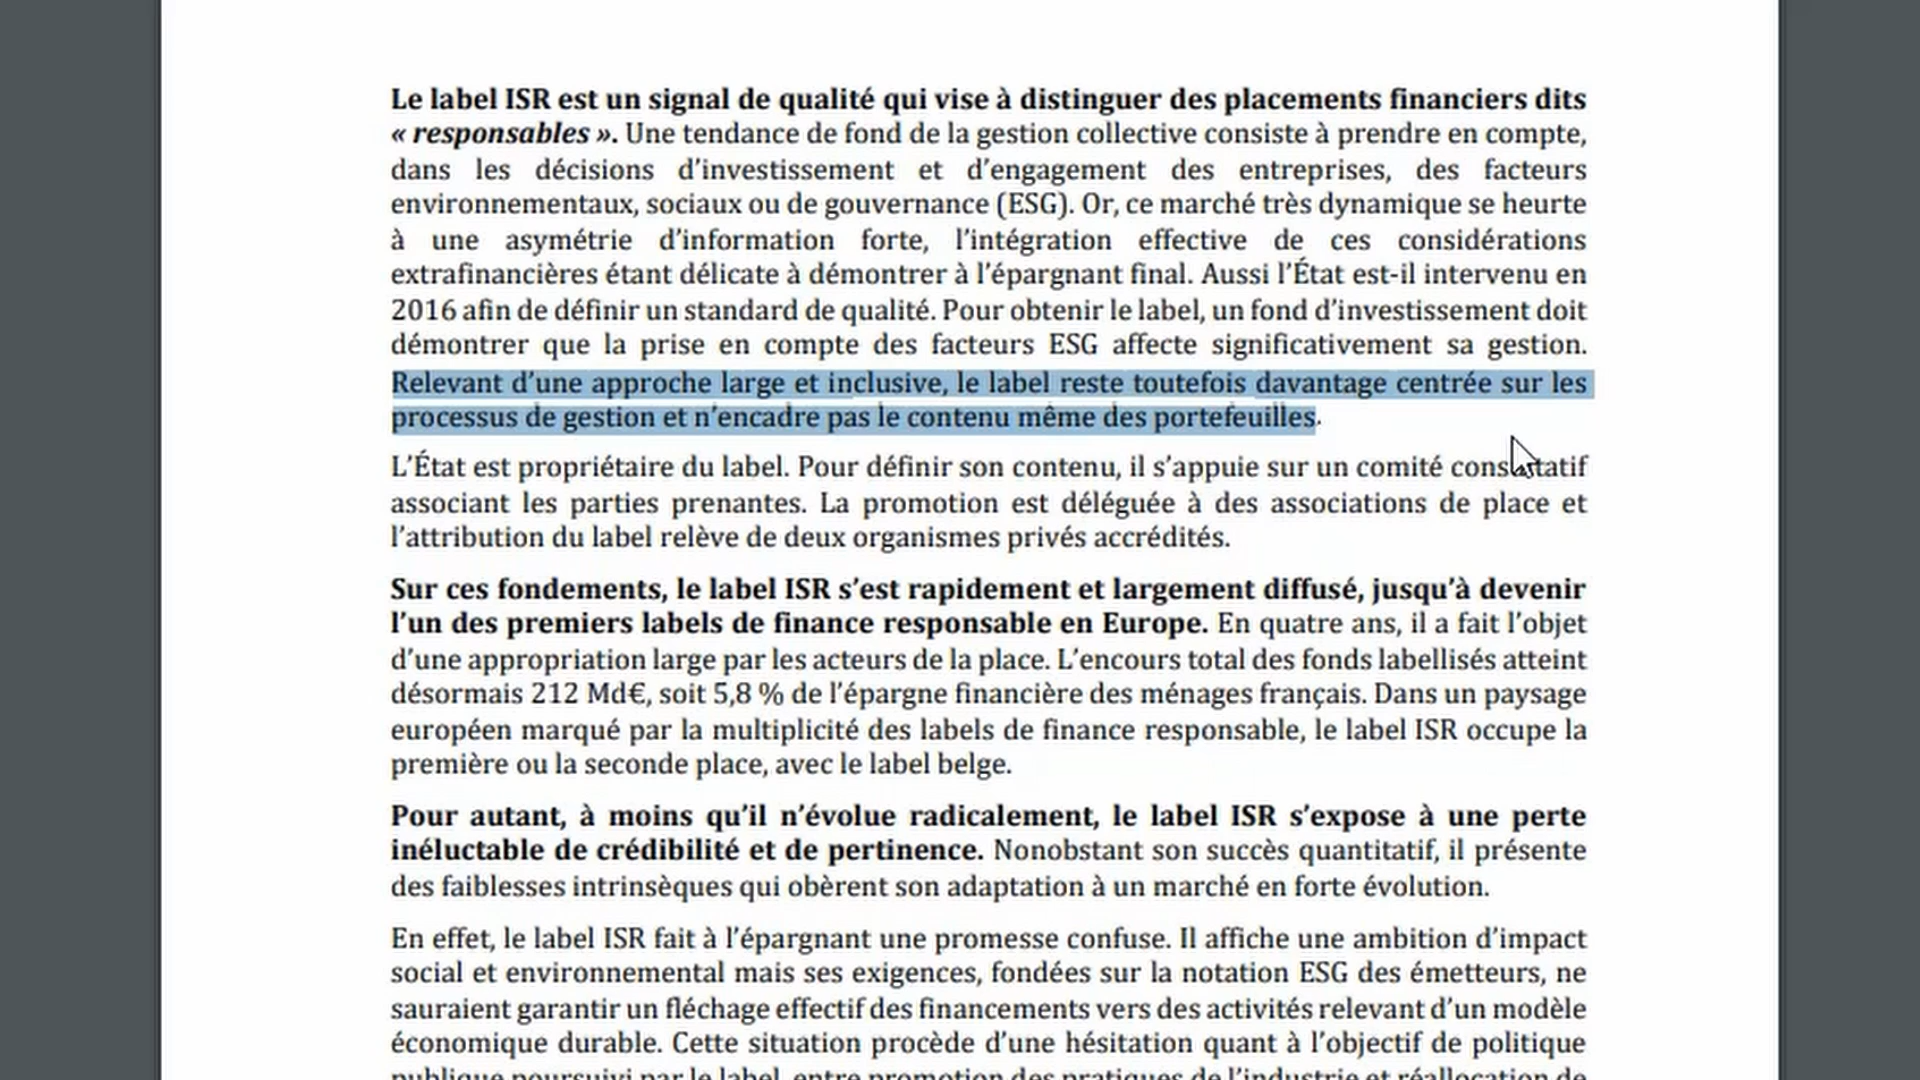 Le label ISR est un signal de qualité qui vise à distinguer des placements financiers dits
« responsables ». Une tendance de fond de la gestion collective consiste à prendre en compte,
dans les décisions d’investissement et d’engagement des entreprises, des facteurs
environnementaux, sociaux ou de gouvernance (ESG). Or, ce marché très dynamique se heurte
à une asymétrie d’information forte, l’intégration effective de ces considérations
extrafinancières étant délicate à démontrer à l’épargnant final. Aussi l’État est-il intervenu en
2016 afin de définir un standard de qualité. Pour obtenir le label, un fond d’investissement doit
démontrer que la prise en compte des facteurs ESG affecte significativement sa gestion.
Relevant d’une approche large et inclusive, le label reste toutefois davantage centrée sur les
processus de gestion et n’encadre pas le contenu même des portefeuilles.
L’État est propriétaire du label. Pour définir son contenu, il s’appuie sur un comité consultatif
associant les parties prenantes. La promotion est déléguée à des associations de place et
l’attribution du label relève de deux organismes privés accrédités.
Sur ces fondements, le label ISR s’est rapidement et largement diffusé, jusqu’à devenir
l’un des premiers labels de finance responsable en Europe. En quatre ans, il a fait l’objet
d’une appropriation large par les acteurs de la place. L’encours total des fonds labellisés atteint
désormais 212 Md€, soit 5,8 % de l’épargne financière des ménages français. Dans un paysage
européen marqué par la multiplicité des labels de finance responsable, le label ISR occupe la
première ou la seconde place, avec le label belge.
Pour autant, à moins qu’il n’évolue radicalement, le label ISR s’expose à une perte
inéluctable de crédibilité et de pertinence. Nonobstant son succès quantitatif, il présente
des faiblesses intrinsèques qui obèrent son adaptation à un marché en forte évolution.
En effet, le label ISR fait à l’épargnant une promesse confuse. Il affiche une ambition d’impact
social et environnemental mais ses exigences, fondées sur la notation ESG des émetteurs, ne
sauraient garantir un fléchage effectif des financements vers des activités relevant d’un modèle
économique durable. Cette situation procède d’une hésitation quant à l’objectif de politique
publique poursuivi par le label, entre promotion des pratiques de l’industrie et réallocation de